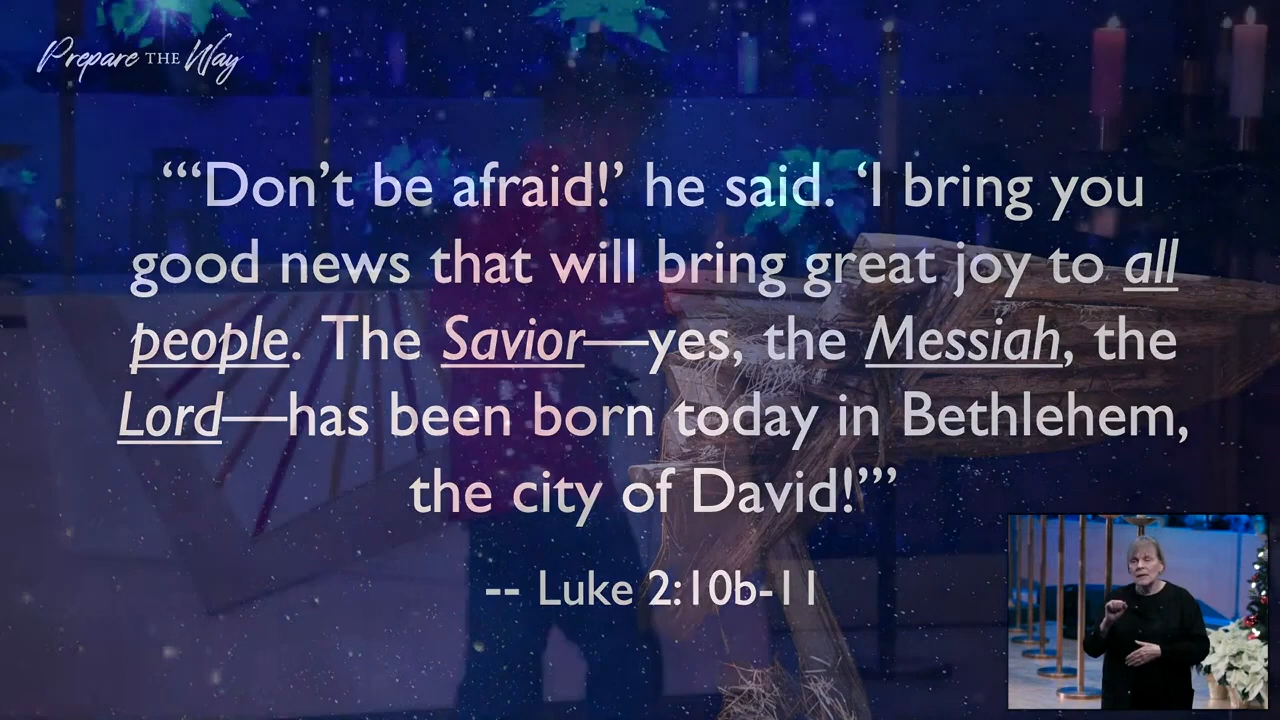 Prepare THE Way
“‘Don’t be afraid!’ he said. ‘I bring you
good news that will bring great joy to all
people. The Savior—yes, the Messiah, the
Lord—has been born today in Bethlehem,
the city of David!’”
-- Luke 2:10b-11